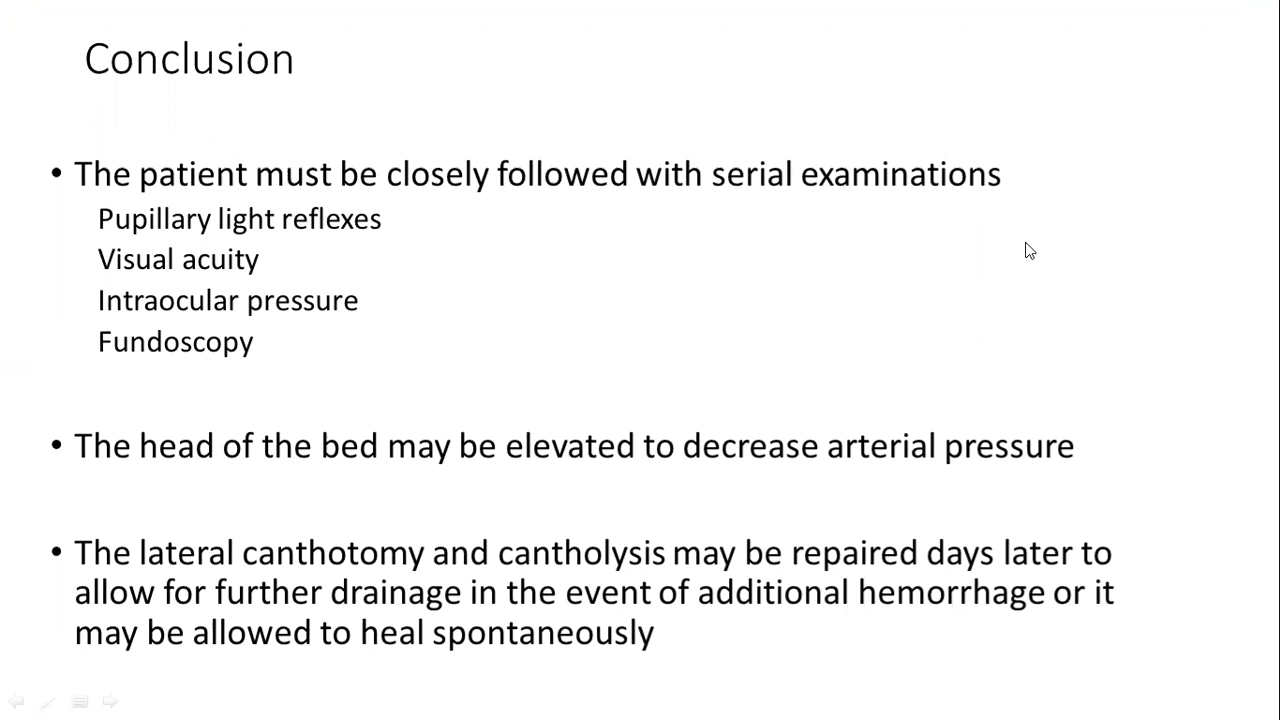 Conclusion
• The patient must be closely followed with serial examinations
Pupillary light reflexes
Visual acuity
Intraocular pressure
Fundoscopy
• The head of the bed may be elevated to decrease arterial pressure
• The lateral canthotomy and cantholysis may be repaired days later to
allow for further drainage in the event of additional hemorrhage or it
may be allowed to heal spontaneously